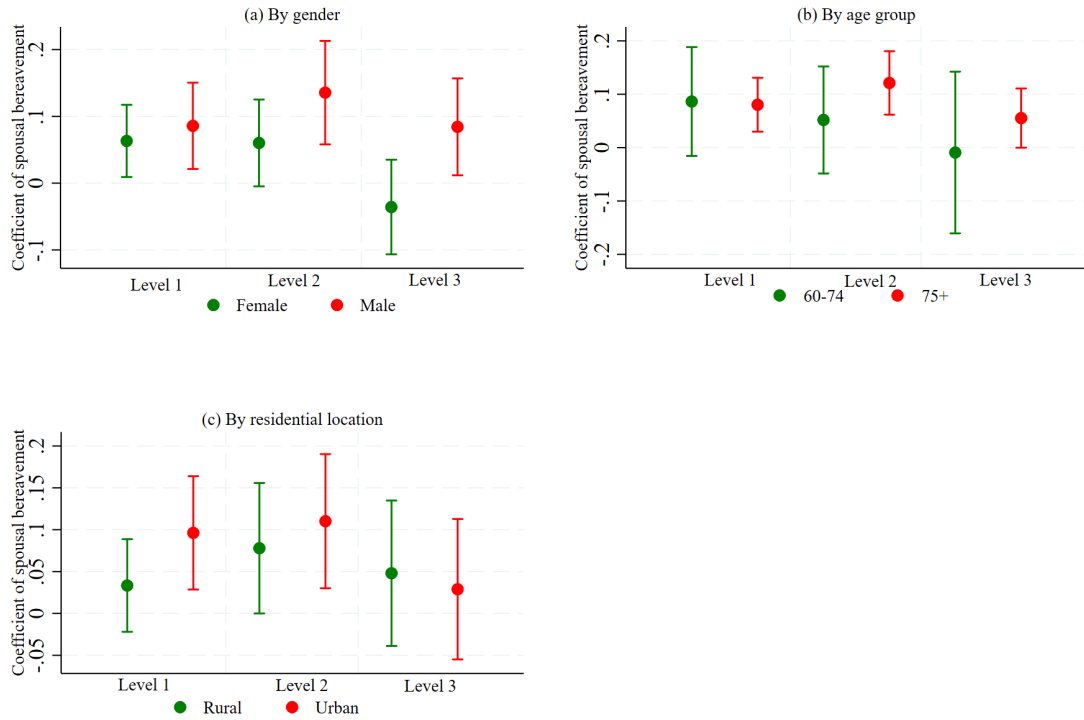 (a) By gender
Coefficient of spousal bereavement
.2
.1
0
-.1
Level 1
Level 2
Level 3
Female
Male
(b) By age group
Coefficient of spousal bereavement
.2
.1
0
-.1
-.2
Level 1
Level 2
Level 3
60-74
75+
(c) By residential location
Coefficient of spousal bereavement
.2
.15
.1
.05
0
-.05
Level 1
Level 2
Level 3
Rural
Urban